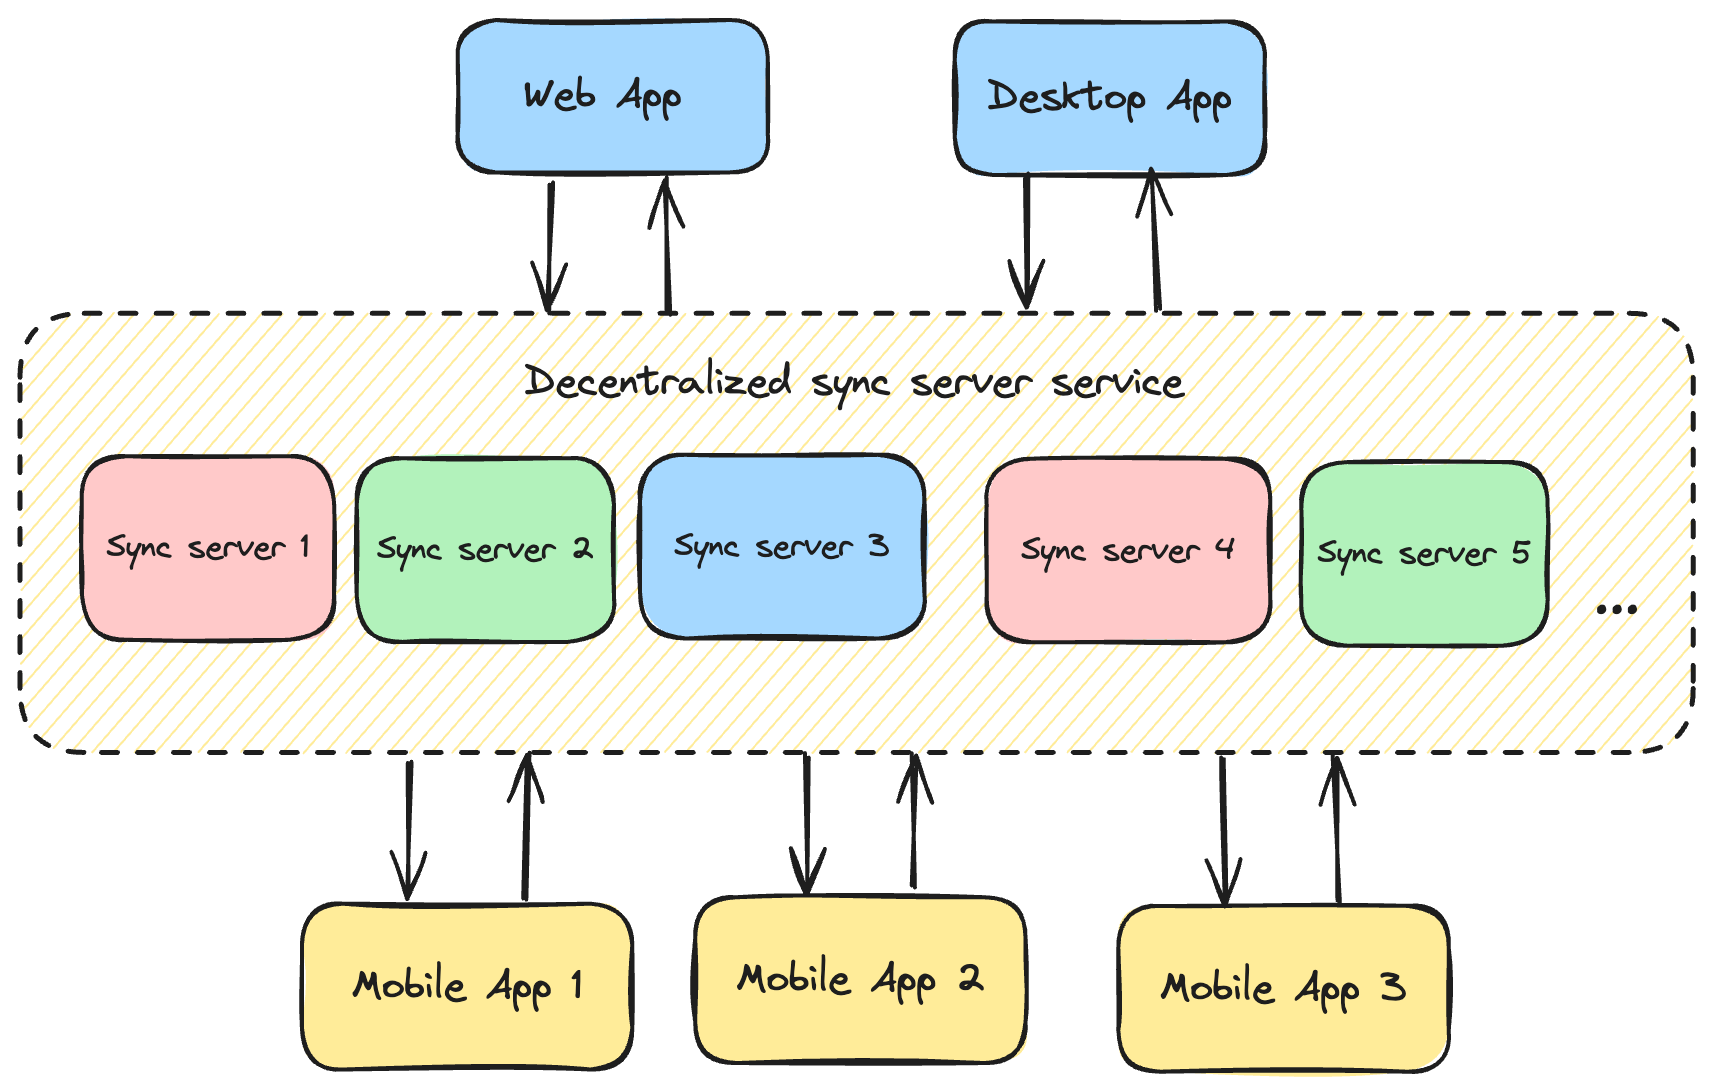 Web App
Desktop App
Decentralized sync server service
Sync server 1
Sync server 2
Sync server 3
Sync server 4
Sync server 5
...
Mobile App 1
Mobile App 2
Mobile App 3